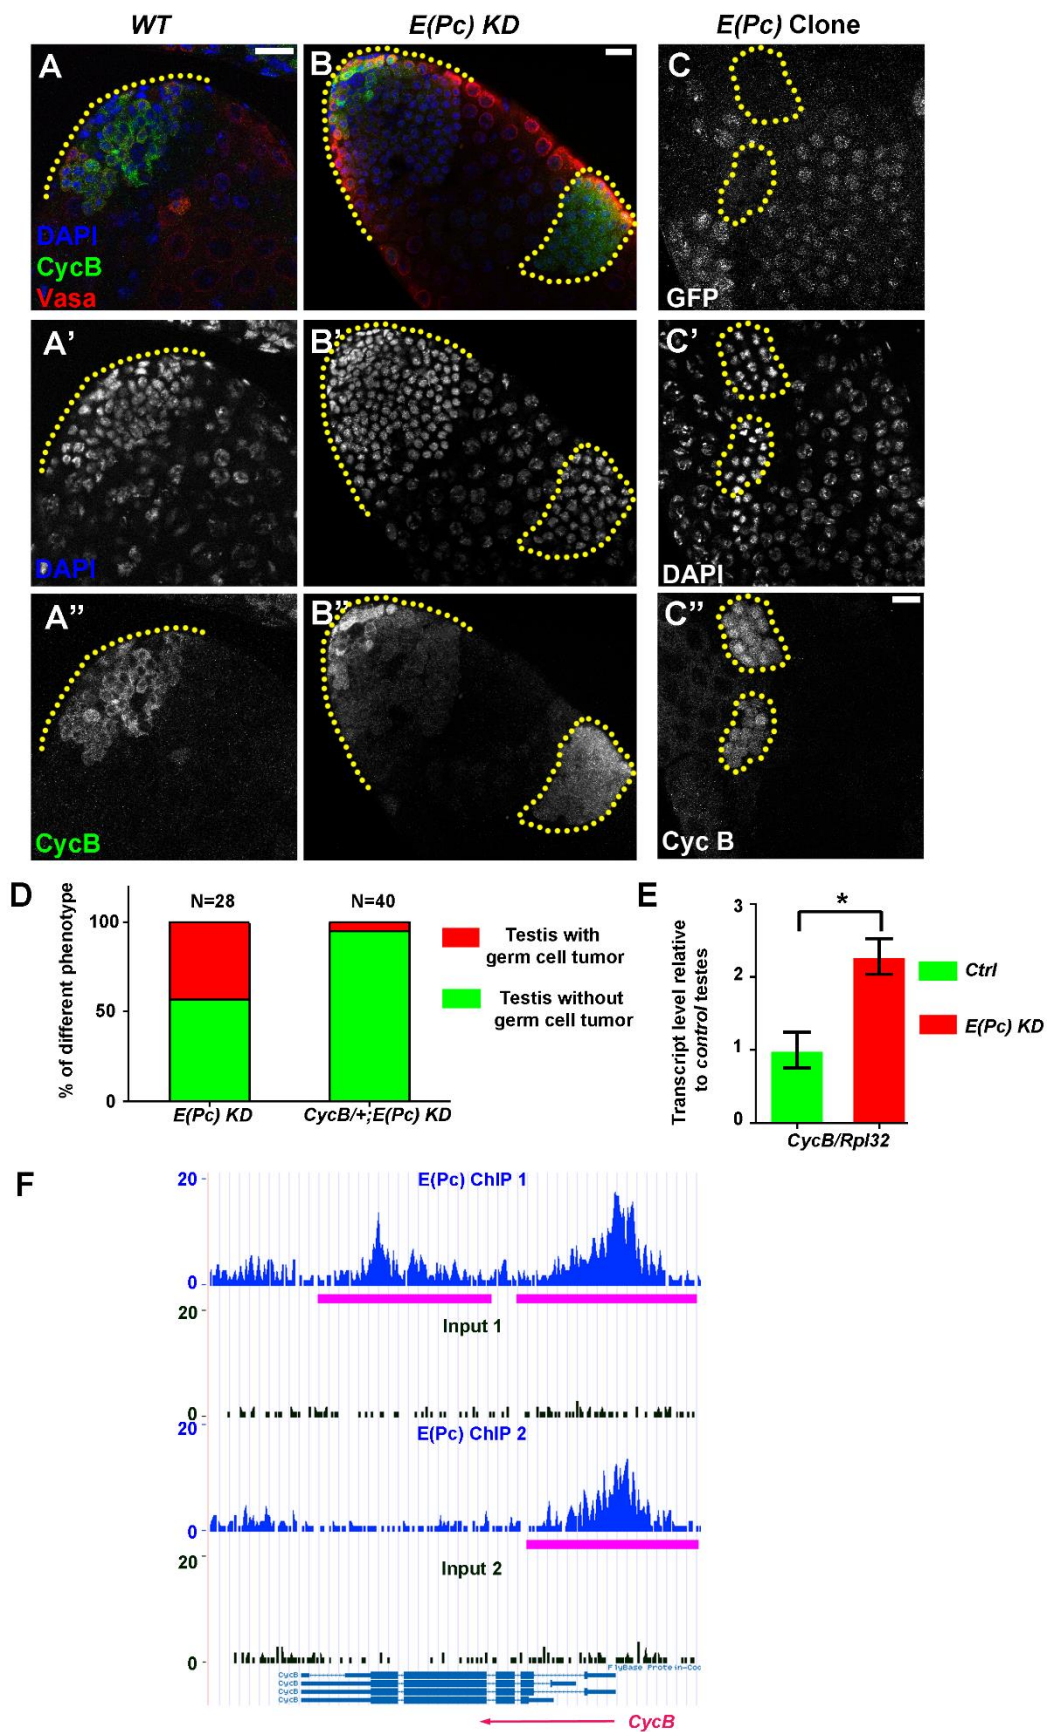 WT
E(Pc) KD
E(Pc) Clone
A
DAPI
CycB
Vasa
B
C
GFP
A'
DAPI
B'
C'
DAPI
A"
CycB
B"
C"
Cyc B
D
% of different phenotype
100
50
0
N=28
N=40
E(Pc) KD
CycB/+;E(Pc) KD
Testis with
germ cell tumor
Testis without
germ cell tumor
E
Transcript level relative
to control testes
3
2
1
0
*
CycB/Rpl32
Ctrl
E(Pc) KD
F
20
E(Pc) ChIP 1
0
20
Input 1
0
20
E(Pc) ChIP 2
0
20
Input 2
0
FlyBase Protein-Coo
CycB
CycB
CycB
CycB
CycB